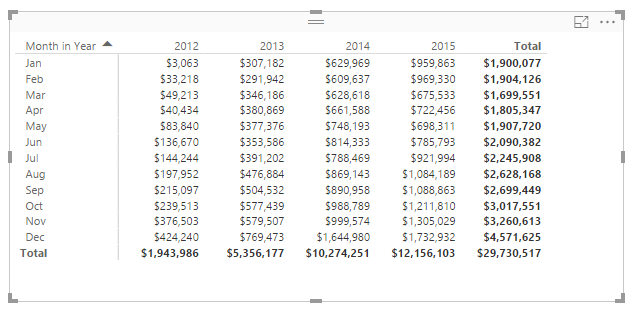 Month in Year 2012 2013 2014 2015 Total
Jan $3,063 $307,182 $629,969 $959,863 $1,900,077
Feb $33,218 $291,942 $609,637 $969,330 $1,904,126
Mar $49,213 $346,186 $628,618 $675,533 $1,699,551
Apr $40,434 $380,869 $661,588 $722,456 $1,805,347
May $83,840 $377,376 $748,193 $698,311 $1,907,720
Jun $136,670 $353,586 $814,333 $785,793 $2,090,382
Jul $144,244 $391,202 $788,469 $921,994 $2,245,908
Aug $197,952 $476,884 $869,143 $1,084,189 $2,628,168
Sep $215,097 $504,532 $890,958 $1,088,863 $2,699,449
Oct $239,513 $577,439 $988,789 $1,211,810 $3,017,551
Nov $376,503 $579,507 $999,574 $1,305,029 $3,260,613
Dec $424,240 $769,473 $1,644,980 $1,732,932 $4,571,625
Total $1,943,986 $5,356,177 $10,274,251 $12,156,103 $29,730,517